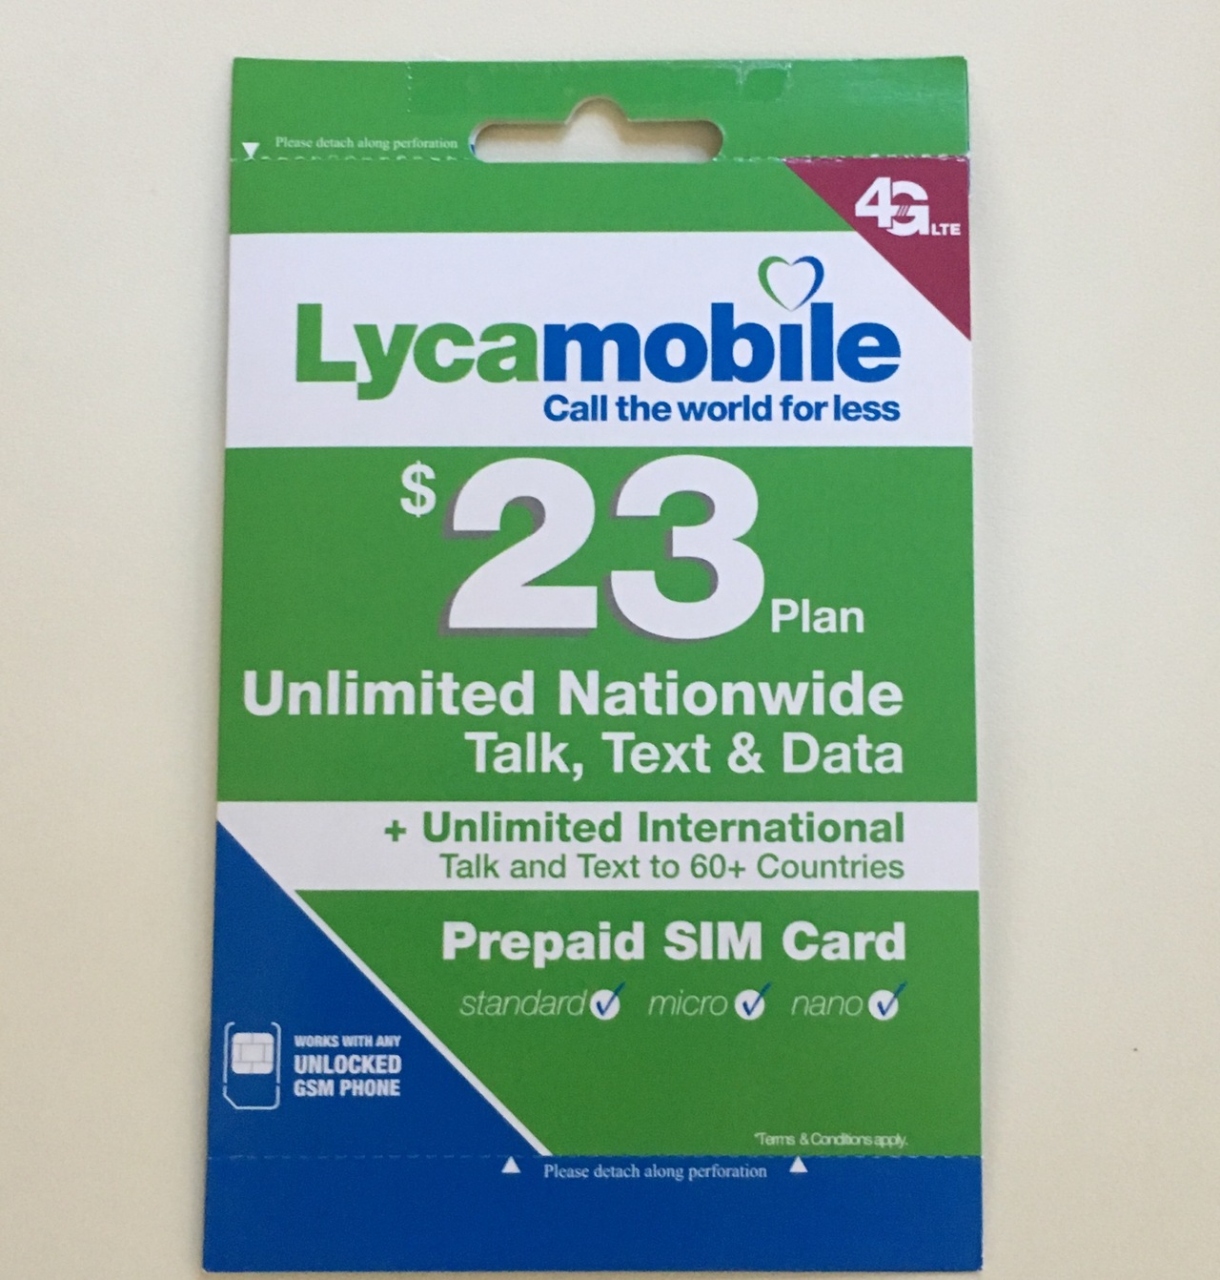 Please detach along perforation
4G LTE
Lycamobile
Call the world for less
$23 Plan
Unlimited Nationwide
Talk, Text & Data
+ Unlimited International
Talk and Text to 60+ Countries
Prepaid SIM Card
standard micro nano
WORKS WITH ANY
UNLOCKED
GSM PHONE
*Terms & Conditions apply.
Please detach along perforation